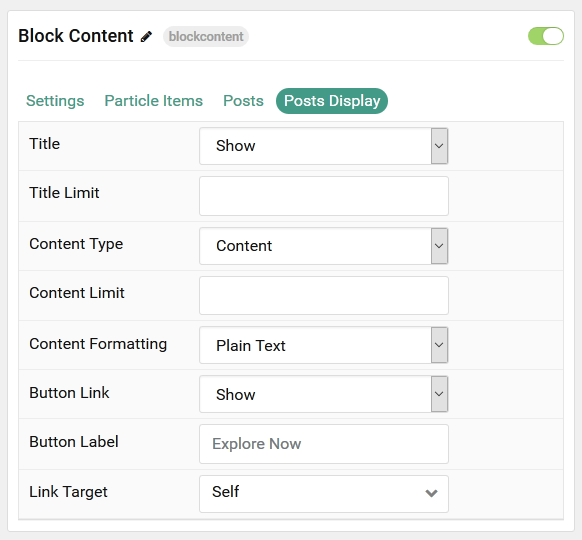 Block Content blockcontent
Settings Particle Items Posts Posts Display
Title Show
Title Limit
Content Type Content
Content Limit
Content Formatting Plain Text
Button Link Show
Button Label Explore Now
Link Target Self